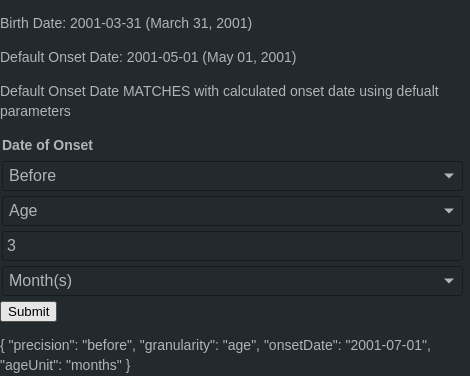 Birth Date: 2001-03-31 (March 31, 2001)
Default Onset Date: 2001-05-01 (May 01, 2001)
Default Onset Date MATCHES with calculated onset date using defualt
parameters
Date of Onset
Before
Age
3
Month(s)
Submit
{ "precision": "before", "granularity": "age", "onsetDate": "2001-07-01",
"ageUnit": "months" }